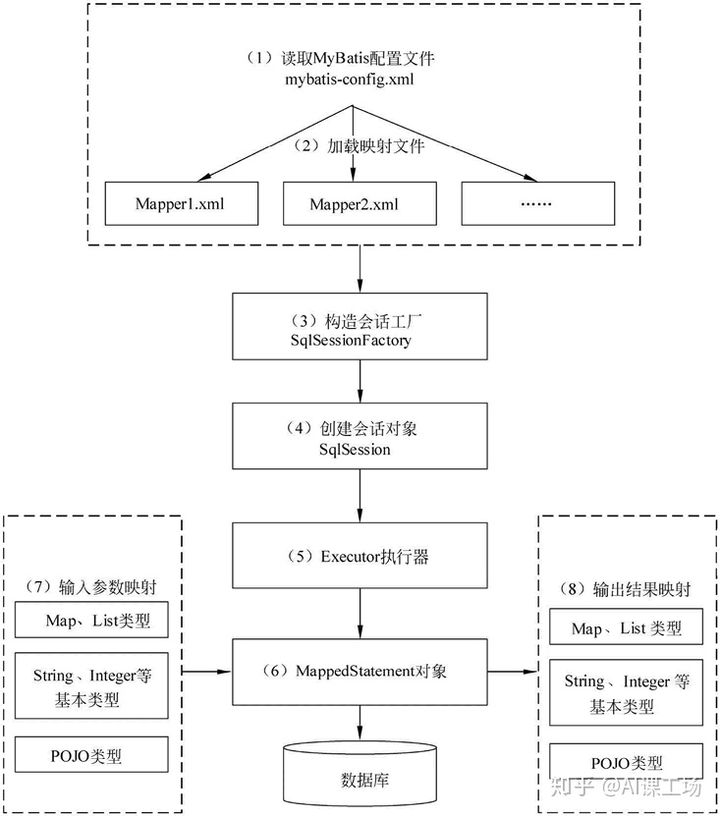 （1）读取MyBatis配置文件
mybatis-config.xml
（2）加载映射文件
Mapper1.xml
Mapper2.xml
……
（3）构造会话工厂
SqlSessionFactory
（4）创建会话对象
SqlSession
（5）Executor执行器
（7）输入参数映射
Map、List类型
String、Integer等
基本类型
POJO类型
（6）MappedStatement对象
数据库
（8）输出结果映射
Map、List 类型
String、Integer 等
基本类型
POJO类型
知乎 @AI课工场